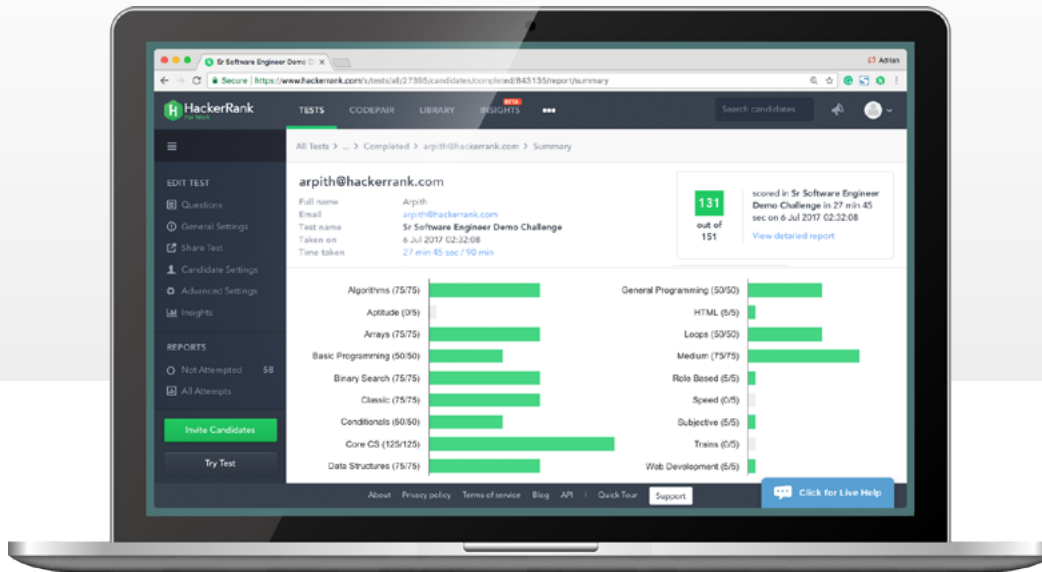 Sr Software Engineer Demo Ch ×
Adrian
Secure | https://www.hackerrank.com/x/tests/all/27395/candidates/completed/843135/report/summary
HackerRank
For Work
TESTS
CODEPAIR
LIBRARY
INSIGHTS
BETA
Search candidates
All Tests > ... > Completed > arpith@hackerrank.com > Summary
EDIT TEST
Questions
General Settings
Share Test
Candidate Settings
Advanced Settings
Insights
REPORTS
Not Attempted 58
All Attempts
Invite Candidates
Try Test
arpith@hackerrank.com
Full name Arpith
Email arpith@hackerrank.com
Test name Sr Software Engineer Demo Challenge
Taken on 6 Jul 2017 02:32:08
Time taken 27 min 45 sec / 90 min
131
out of
151
scored in Sr Software Engineer
Demo Challenge in 27 min 45
sec on 6 Jul 2017 02:32:08
View detailed report
Algorithms (75/75)
Aptitude (0/5)
Arrays (75/75)
Basic Programming (50/50)
Binary Search (75/75)
Classic (75/75)
Conditionals (50/50)
Core CS (125/125)
Data Structures (75/75)
General Programming (50/50)
HTML (5/5)
Loops (50/50)
Medium (75/75)
Role Based (5/5)
Speed (0/5)
Subjective (5/5)
Trains (0/5)
Web Development (5/5)
About Privacy policy Terms of service Blog API | Quick Tour Support
Click for Live Help